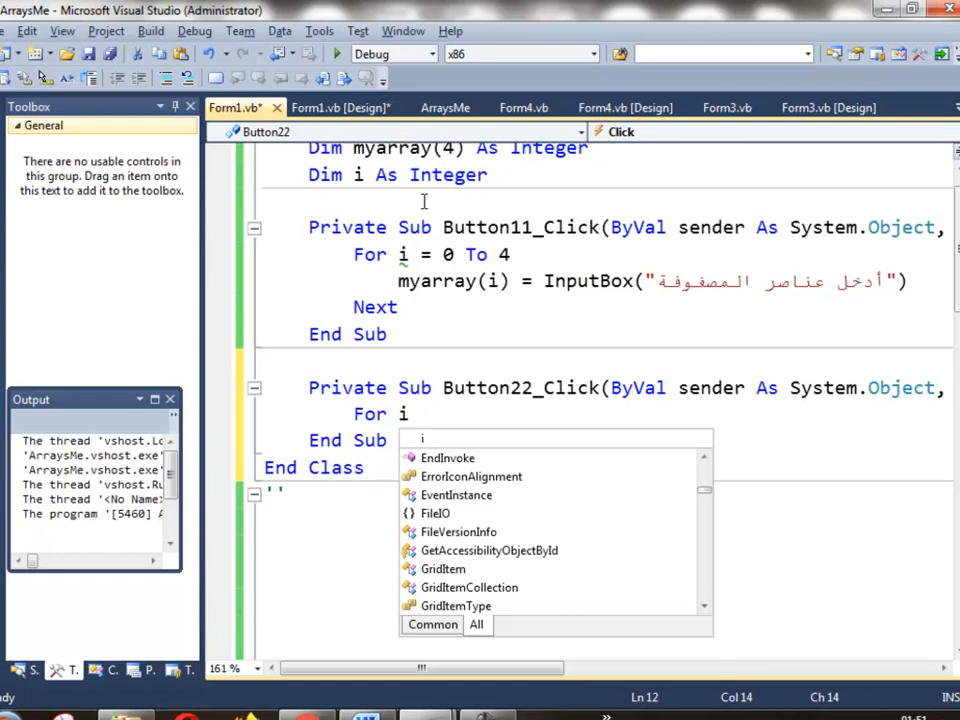 ArraysMe - Microsoft Visual Studio (Administrator)
Edit View Project Build Debug Team Data Tools Test Window Help
Debug x86
Toolbox
General
There are no usable controls in
this group. Drag an item onto
this text to add it to the toolbox.
Output
The thread 'vshost.Lo
'ArraysMe.vshost.exe'
'ArraysMe.vshost.exe'
The thread 'vshost.Ru
The thread '<No Name>
The program '[5460] A
S. T. C. P. T.
Form1.vb* Form1.vb [Design]* ArraysMe Form4.vb Form4.vb [Design] Form3.vb Form3.vb [Design]
Button22 Click
Dim myarray(4) As Integer
Dim i As Integer
Private Sub Button11_Click(ByVal sender As System.Object,
For i = 0 To 4
myarray(i) = InputBox("أدخل عناصر المصفوفة")
Next
End Sub
Private Sub Button22_Click(ByVal sender As System.Object,
For i
End Sub
End Class
''
i
EndInvoke
ErrorIconAlignment
EventInstance
FileIO
FileVersionInfo
GetAccessibilityObjectById
GridItem
GridItemCollection
GridItemType
Common All
161 %
Ln 12 Col 14 Ch 14 INS